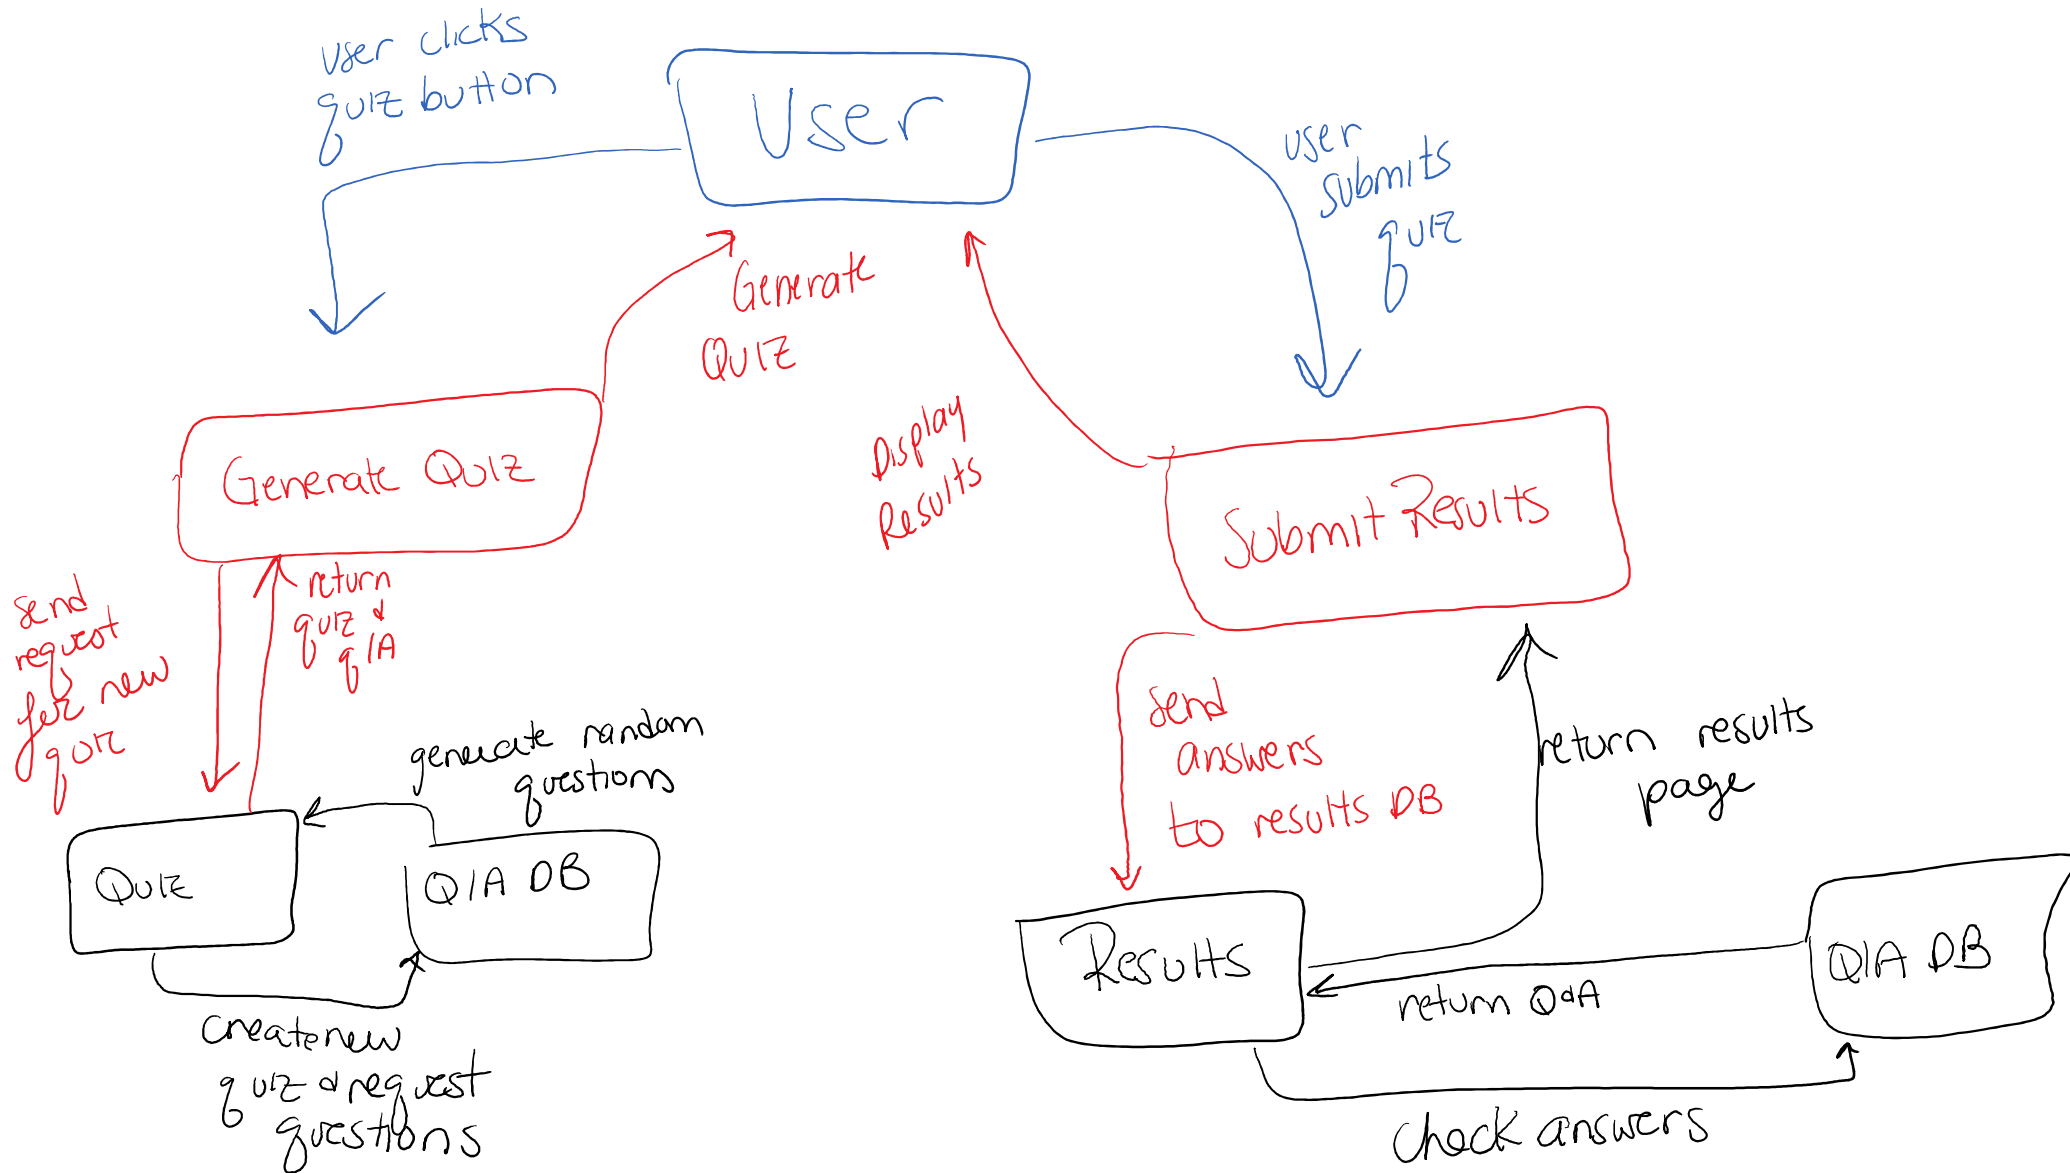 user clicks
quiz button
User
user
submits
quiz
Generate
Quiz
Display
Results
Generate Quiz
Submit Results
send
request
for new
quiz
return
quiz &
q/A
generate random
questions
Quiz
Q/A DB
create new
quiz & request
questions
send
answers
to results DB
return results
page
Results
Q/A DB
return Q&A
check answers